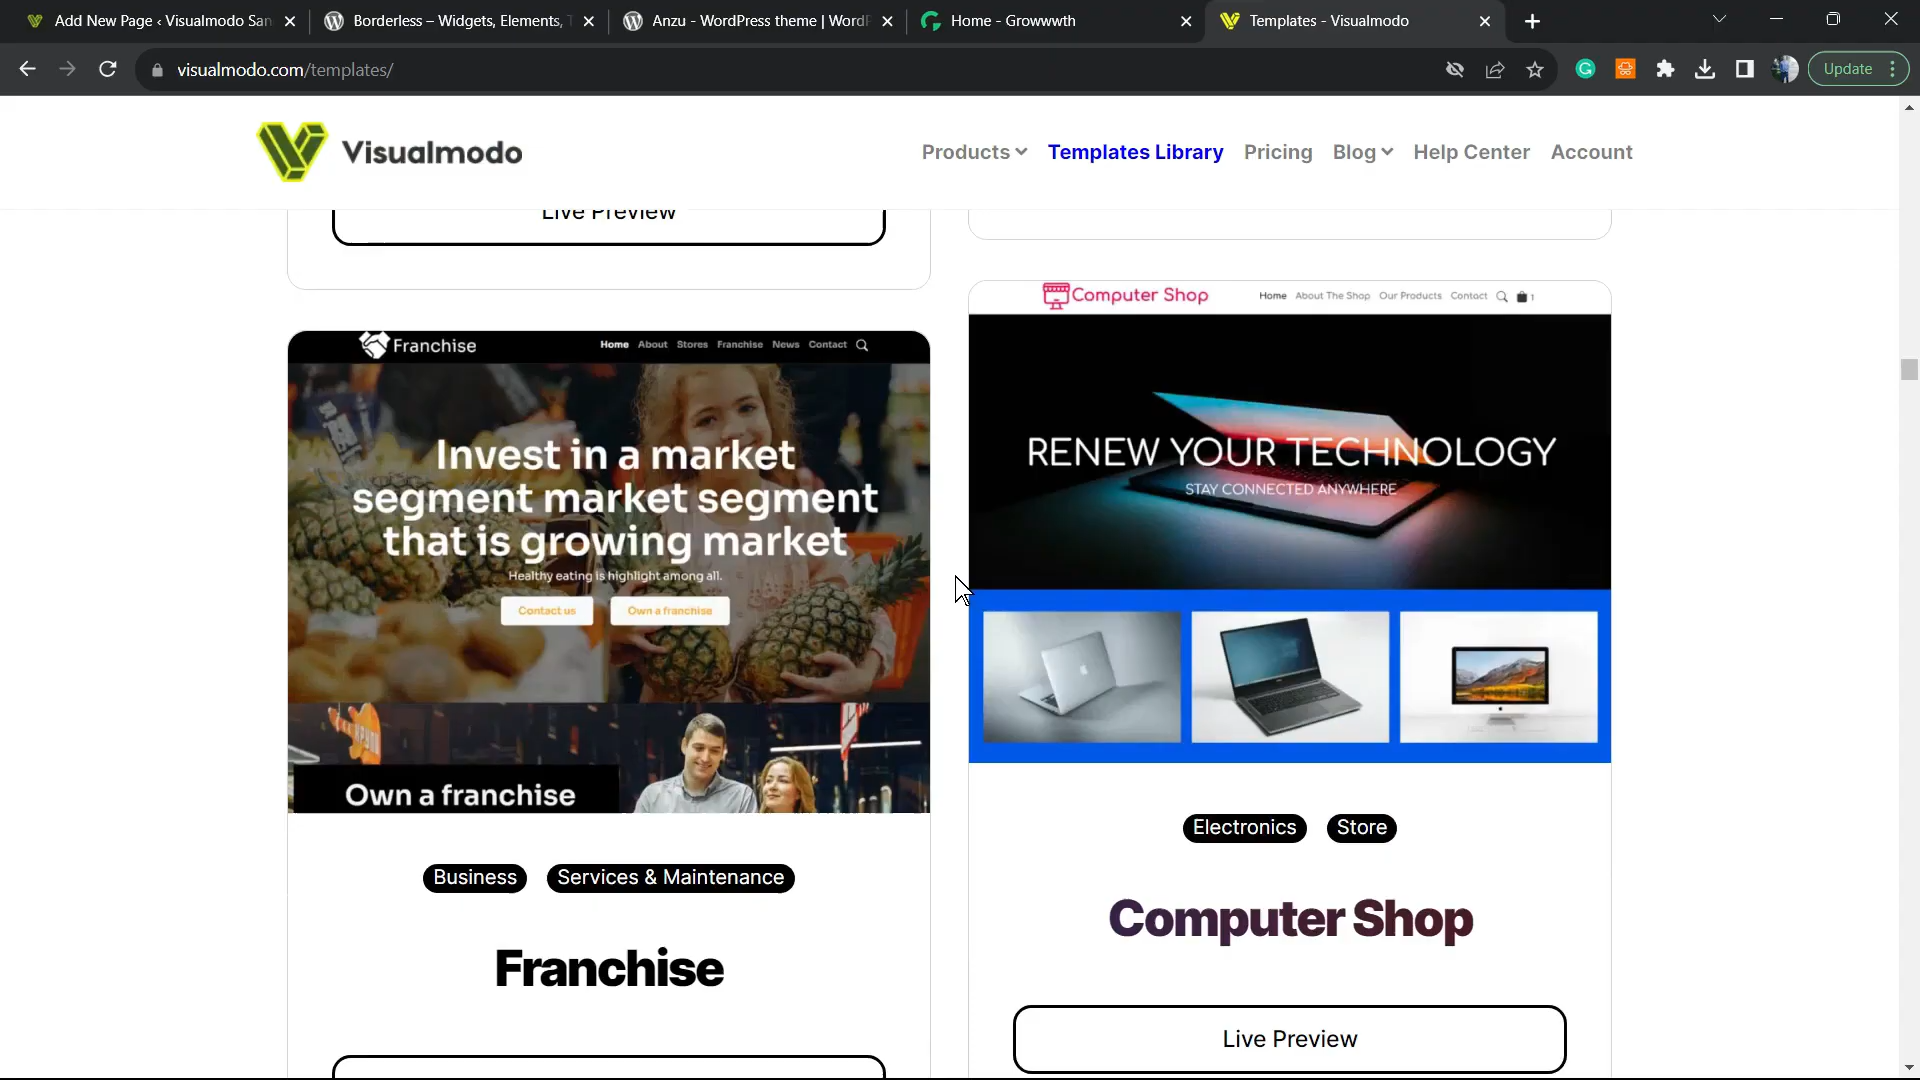 Add New Page ‹ Visualmodo San
Borderless – Widgets, Elements,
Anzu - WordPress theme | Word
Home - Growwwth
Templates - Visualmodo
visualmodo.com/templates/
Update
Visualmodo
Products
Templates Library
Pricing
Blog
Help Center
Account
Live Preview
Franchise
Home About Stores Franchise News Contact
Invest in a market
segment market segment
that is growing market
Healthy eating is highlight among all.
Contact us
Own a franchise
Own a franchise
Business
Services & Maintenance
Franchise
Computer Shop
Home About The Shop Our Products Contact 1
RENEW YOUR TECHNOLOGY
STAY CONNECTED ANYWHERE
Electronics
Store
Computer Shop
Live Preview